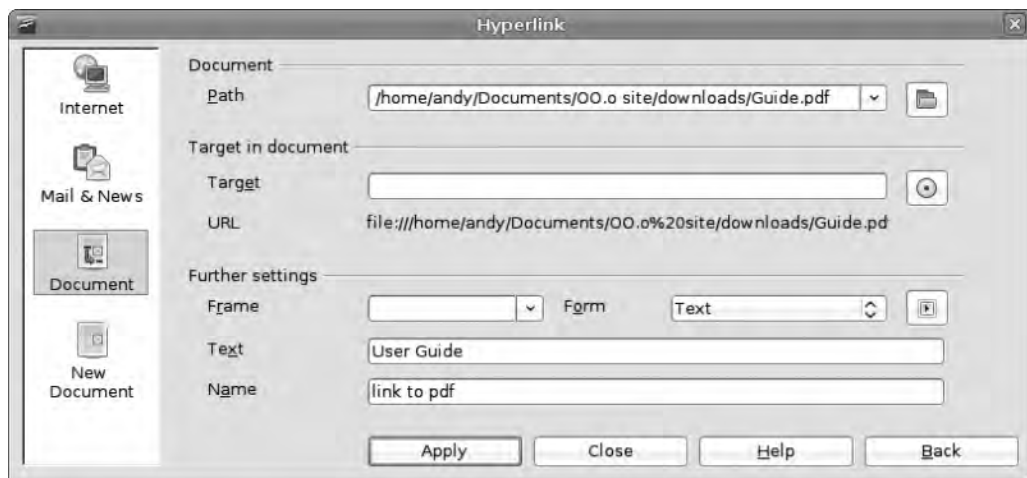 Hyperlink
Internet
Mail & News
Document
New
Document
Document
Path
/home/andy/Documents/OO.o site/downloads/Guide.pdf
Target in document
Target
URL
file:///home/andy/Documents/OO.o%20site/downloads/Guide.pd
Further settings
Frame
Form
Text
Text
User Guide
Name
link to pdf
Apply
Close
Help
Back